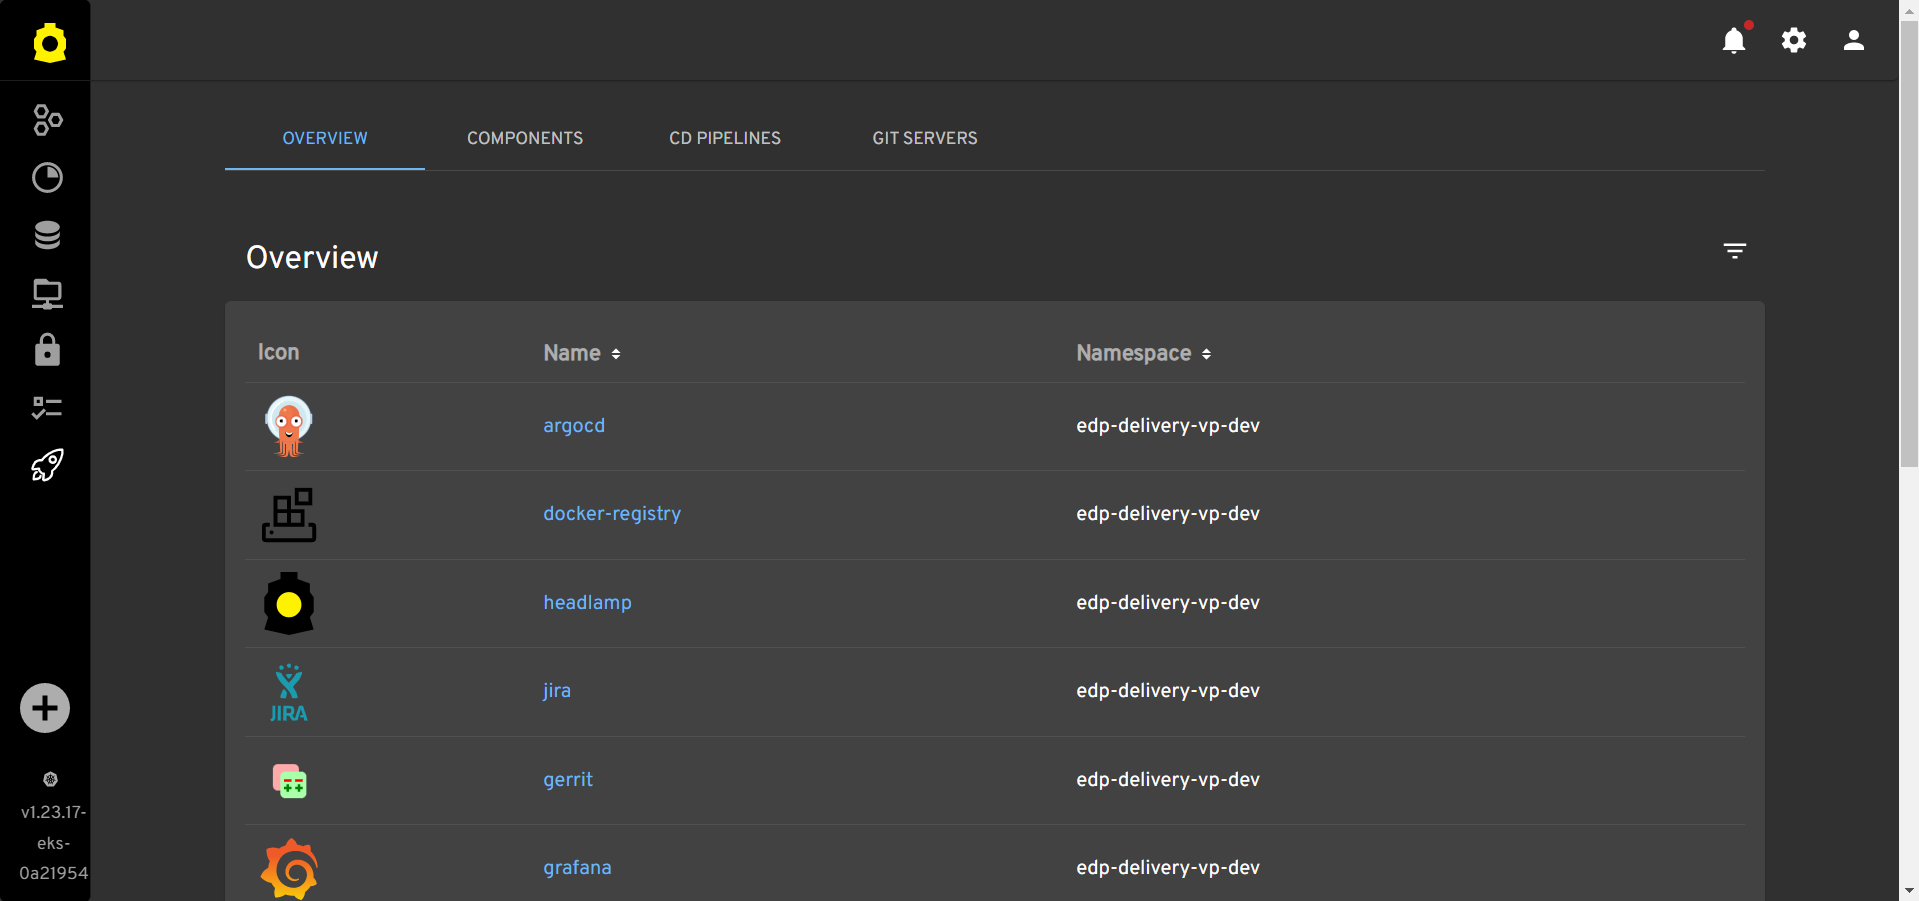 OVERVIEW COMPONENTS CD PIPELINES GIT SERVERS
Overview
Icon Name Namespace
argocd edp-delivery-vp-dev
docker-registry edp-delivery-vp-dev
headlamp edp-delivery-vp-dev
JIRA jira edp-delivery-vp-dev
gerrit edp-delivery-vp-dev
grafana edp-delivery-vp-dev
v1.23.17-
eks-
0a21954